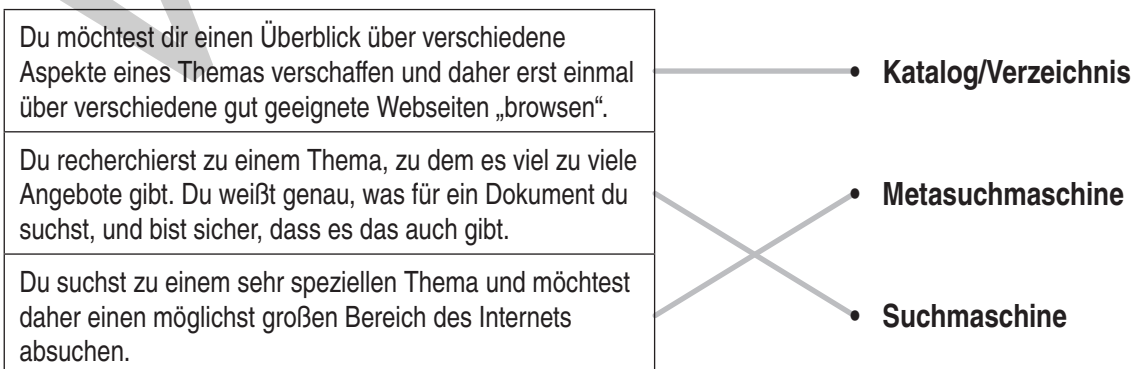 Du möchtest dir einen Überblick über verschiedene
Aspekte eines Themas verschaffen und daher erst einmal
über verschiedene gut geeignete Webseiten „browsen“.
• Katalog/Verzeichnis
Du recherchierst zu einem Thema, zu dem es viel zu viele
Angebote gibt. Du weißt genau, was für ein Dokument du
suchst, und bist sicher, dass es das auch gibt.
• Metasuchmaschine
Du suchst zu einem sehr speziellen Thema und möchtest
daher einen möglichst großen Bereich des Internets
absuchen.
• Suchmaschine